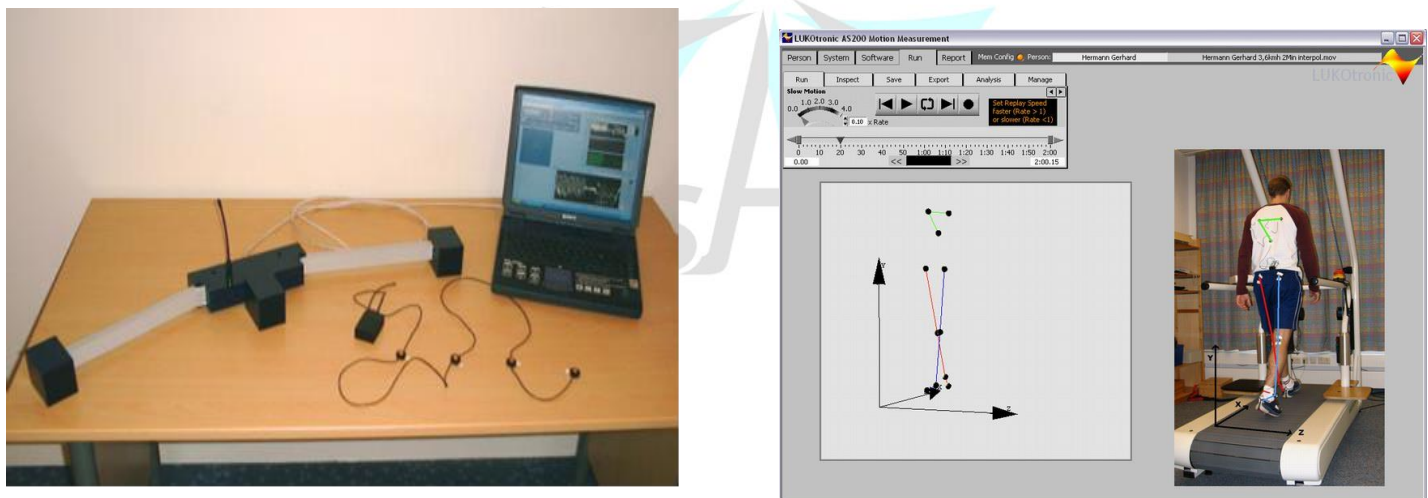 LUKOtronic AS200 Motion Measurement
Person System Software Run Report Mem Config Person: Hermann Gerhard Hermann Gerhard 3,6kmh 2Min interpol.mov
LUKOtronic
Run Inspect Save Export Analysis Manage
Slow Motion
0.0 1.0 2.0 3.0 4.0
0.10 x Rate
Set Replay Speed
faster (Rate > 1)
or slower (Rate <1)
0 10 20 30 40 50 1:00 1:10 1:20 1:30 1:40 1:50 2:00
0.00 << >> 2:00.15
Y
Y
X
Z